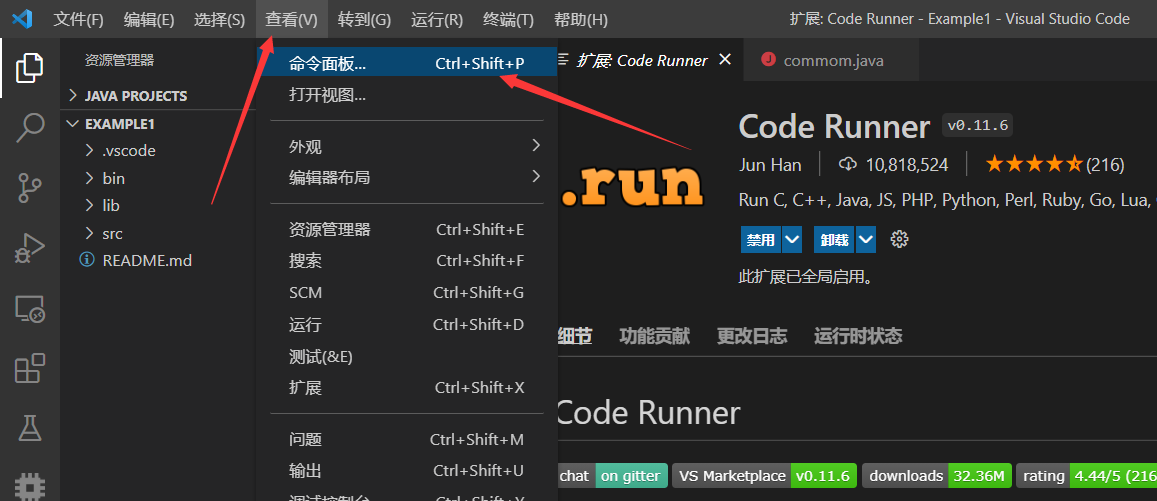 文件(F) 编辑(E) 选择(S) 查看(V) 转到(G) 运行(R) 终端(T) 帮助(H) 扩展: Code Runner - Example1 - Visual Studio Code
资源管理器
JAVA PROJECTS
EXAMPLE1
.vscode
bin
lib
src
README.md
命令面板... Ctrl+Shift+P
打开视图...
外观
编辑器布局
资源管理器 Ctrl+Shift+E
搜索 Ctrl+Shift+F
SCM Ctrl+Shift+G
运行 Ctrl+Shift+D
测试(&E)
扩展 Ctrl+Shift+X
问题 Ctrl+Shift+M
输出 Ctrl+Shift+U
调试控制台 Ctrl+Shift+Y
扩展: Code Runner
commom.java
.run
Code Runner v0.11.6
Jun Han 10,818,524 (216)
Run C, C++, Java, JS, PHP, Python, Perl, Ruby, Go, Lua,
禁用 卸载
此扩展已全局启用。
细节 功能贡献 更改日志 运行时状态
Code Runner
chat on gitter VS Marketplace v0.11.6 downloads 32.36M rating 4.44/5 (216